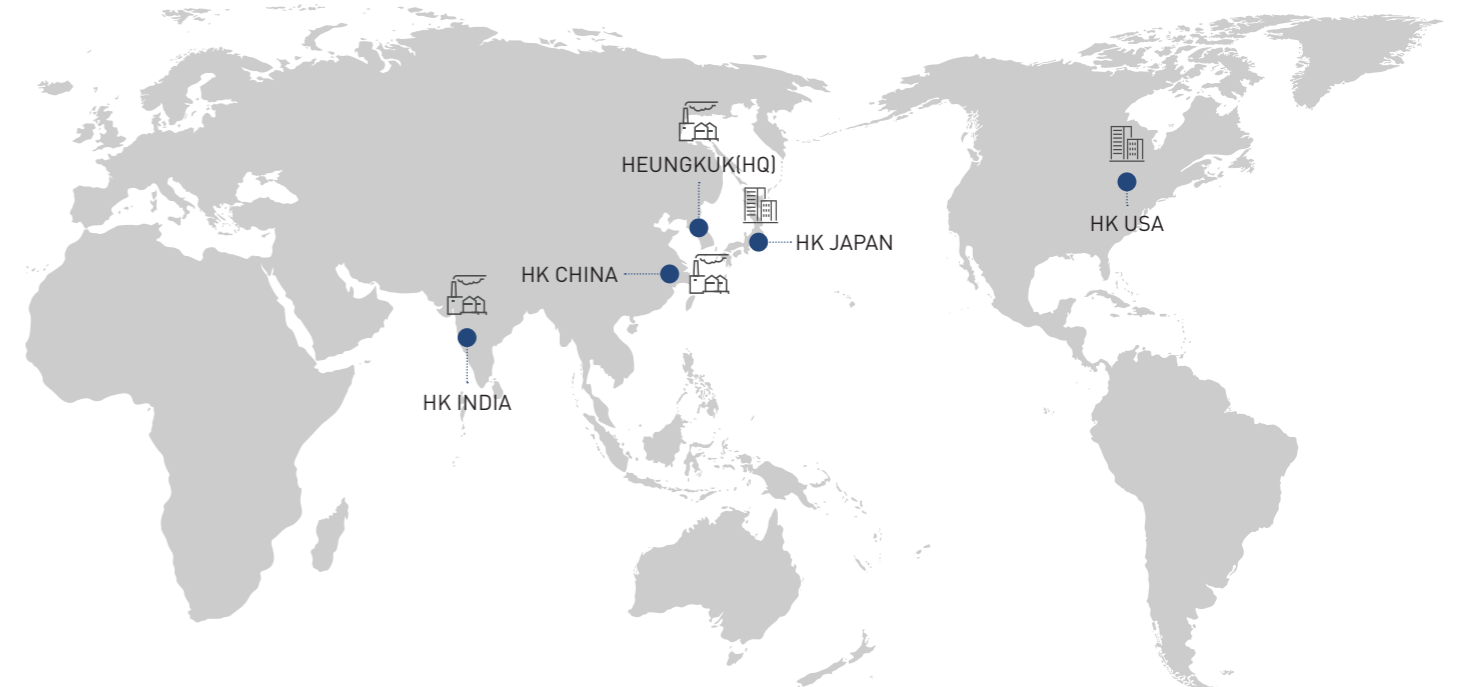 HEUNGKUK(HQ)
HK USA
HK JAPAN
HK CHINA
HK INDIA